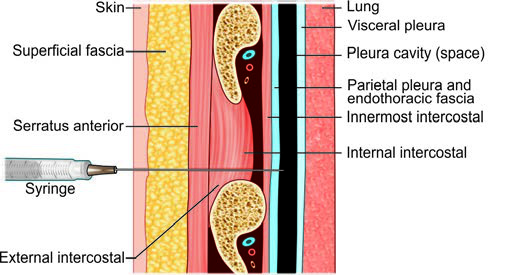 Skin
Superficial fascia
Serratus anterior
Syringe
External intercostal
Lung
Visceral pleura
Pleura cavity (space)
Parietal pleura and
endothoracic fascia
Innermost intercostal
Internal intercostal